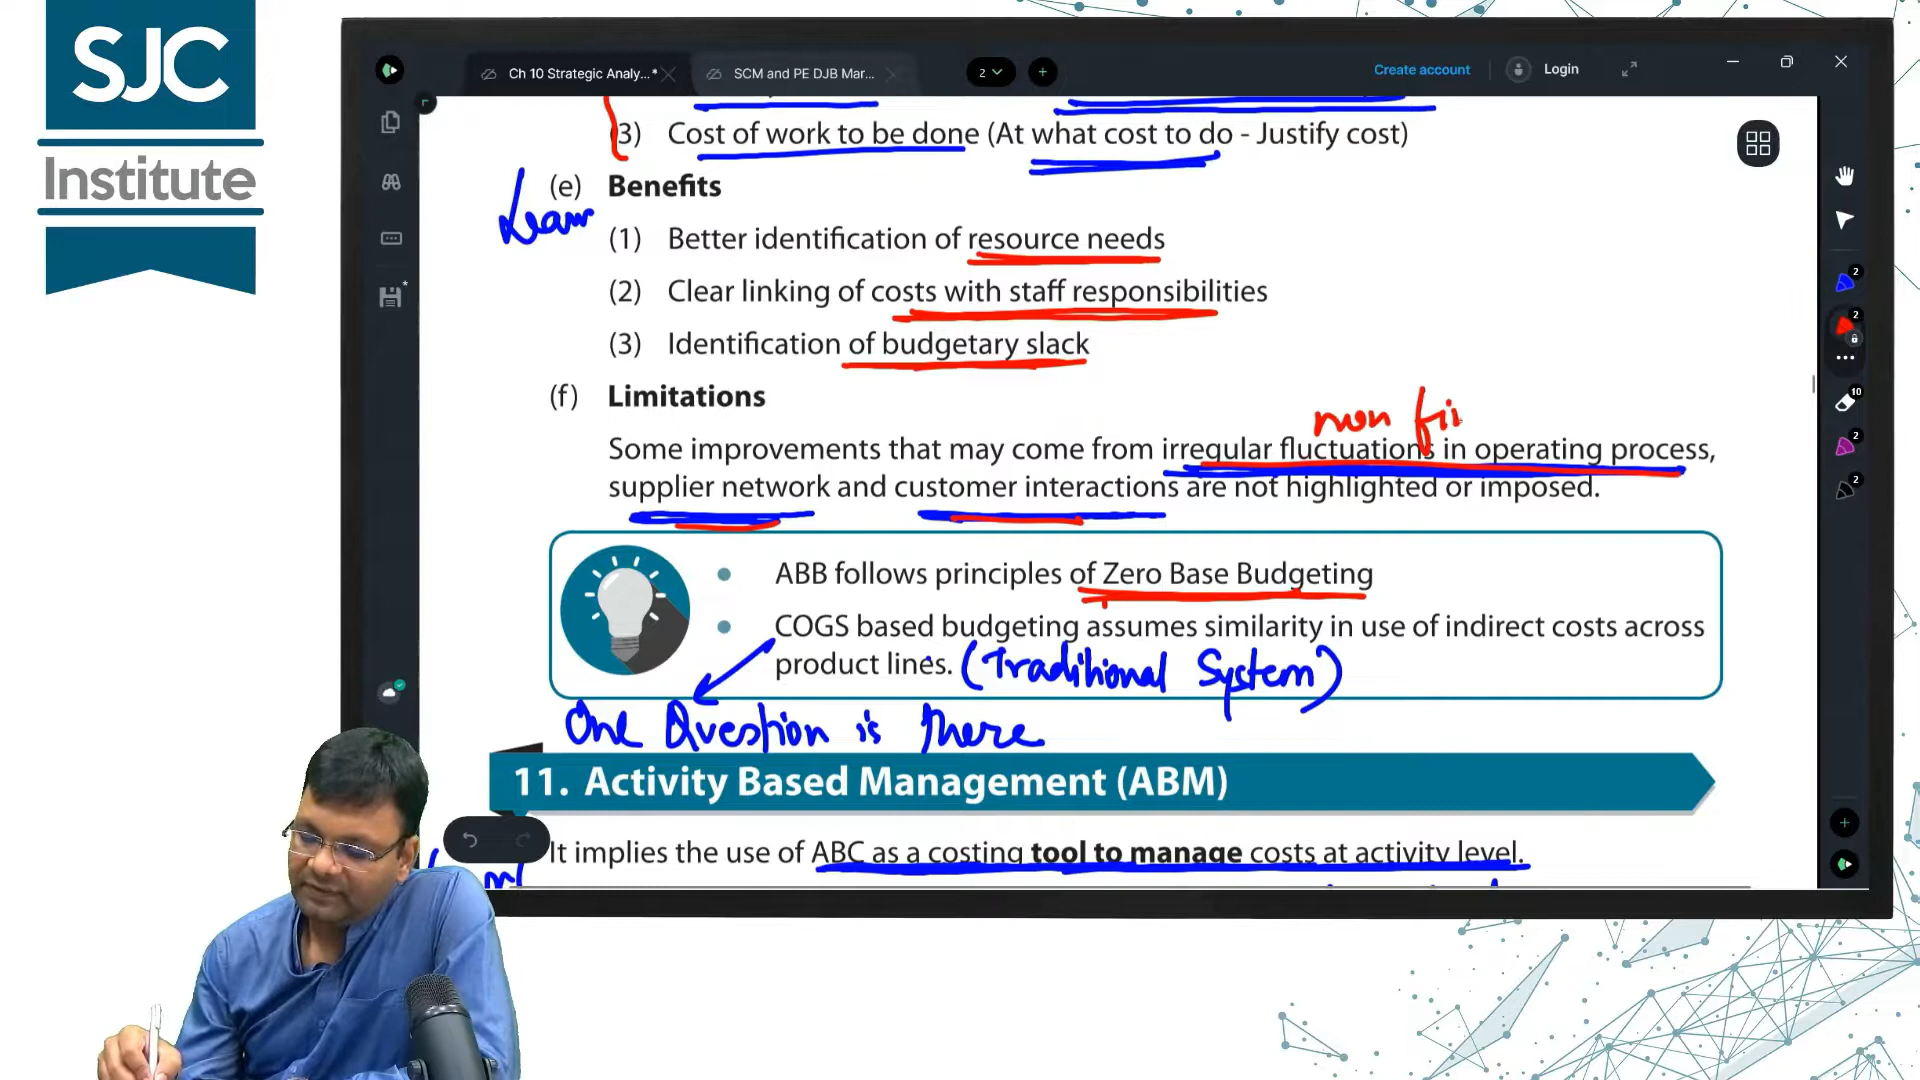 SJC
Institute
Ch 10 Strategic Analy...*
SCM and PE DJB Mar...
2
Create account
Login
(3) Cost of work to be done (At what cost to do - Justify cost)
Learn
(e) Benefits
(1) Better identification of resource needs
(2) Clear linking of costs with staff responsibilities
(3) Identification of budgetary slack
(f) Limitations
non fi
Some improvements that may come from irregular fluctuations in operating process,
supplier network and customer interactions are not highlighted or imposed.
• ABB follows principles of Zero Base Budgeting
• COGS based budgeting assumes similarity in use of indirect costs across
product lines. (Traditional System)
One Question is there
11. Activity Based Management (ABM)
It implies the use of ABC as a costing tool to manage costs at activity level.
2
2
10
2
2